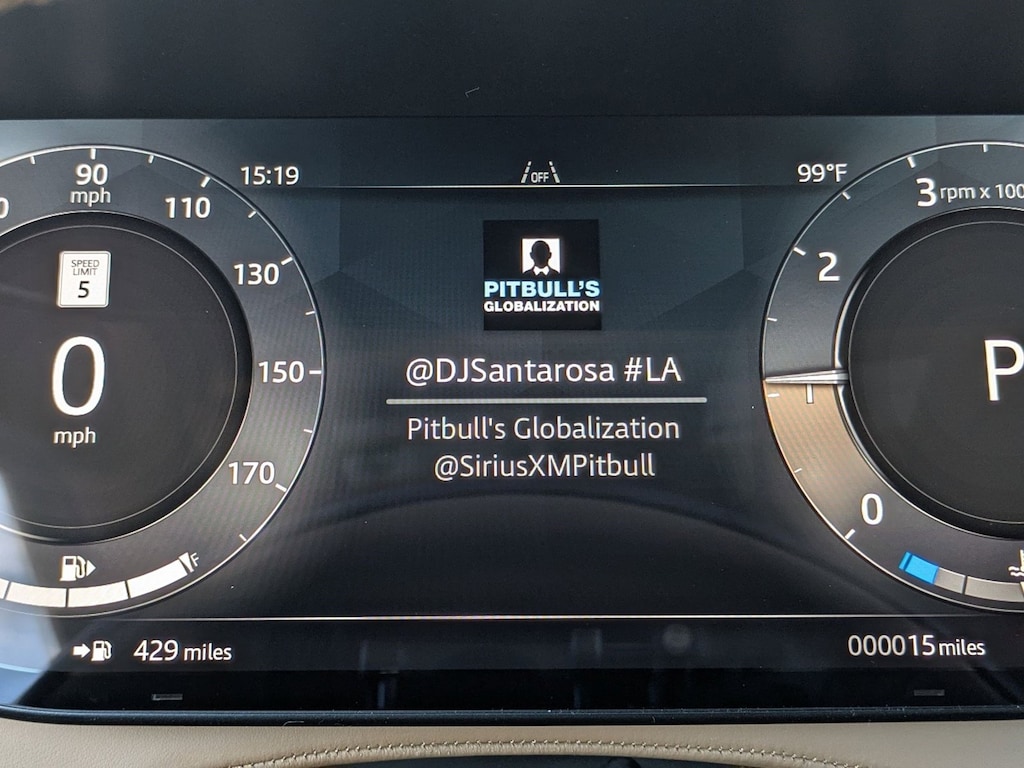 90
mph
110
130
150
170
SPEED
LIMIT
5
0
mph
F
429 miles
15:19
OFF
99°F
PITBULL'S
GLOBALIZATION
@DJSantarosa #LA
Pitbull's Globalization
@SiriusXMPitbull
3 rpm x 100
2
1
0
P
000015 miles